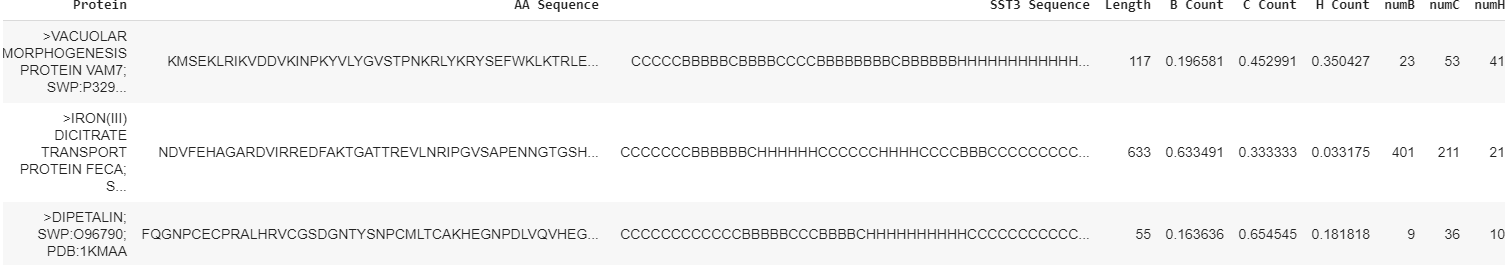 Protein AA Sequence SST3 Sequence Length B Count C Count H Count numB numC numH
>VACUOLAR
MORPHOGENESIS
PROTEIN VAM7;
SWP:P329...
KMSEKLRIKVDDVKINPKYVLYGVSTPNKRLYKRYSEFWKLKTRLE... CCCCCBBBBBCBBBBCCCCBBBBBBBBCBBBBBBHHHHHHHHHHHH... 117 0.196581 0.452991 0.350427 23 53 41
>IRON(III)
DICITRATE
TRANSPORT
PROTEIN FECA;
S...
NDVFEHAGARDVIRREDFAKTGATTREVLNRIPGVSAPENNGTGSH... CCCCCCCBBBBBBCHHHHHHCCCCCCHHHHCCCCBBBCCCCCCCCC... 633 0.633491 0.333333 0.033175 401 211 21
>DIPETALIN;
SWP:O96790;
PDB:1KMAA
FQGNPCECPRALHRVCGSDGNTYSNPCMLTCAKHEGNPDLVQVHEG... CCCCCCCCCCCCBBBBBCCCBBBBCHHHHHHHHHHCCCCCCCCCCC... 55 0.163636 0.654545 0.181818 9 36 10